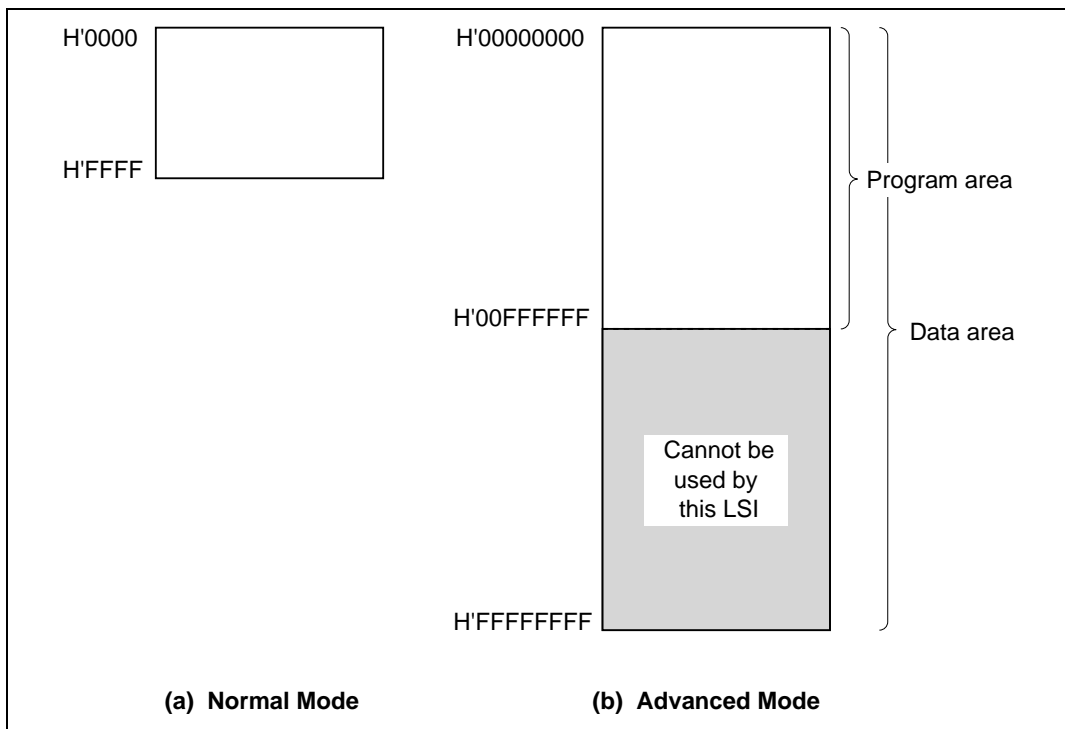 H'0000
H'FFFF
(a) Normal Mode
H'00000000
H'00FFFFFF
H'FFFFFFFF
Cannot be
used by
this LSI
Program area
Data area
(b) Advanced Mode